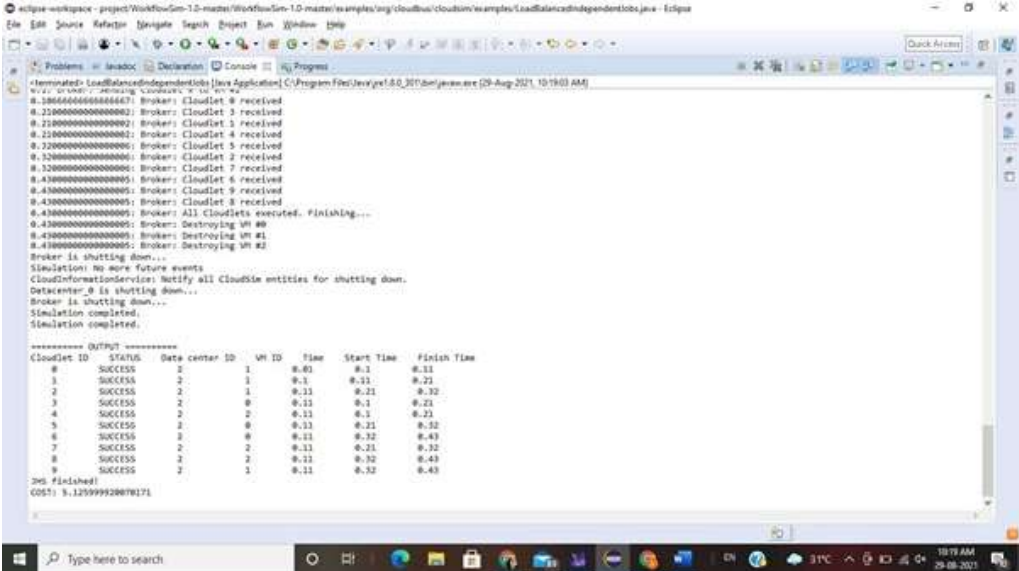 eclipse-workspace - project/WorkflowSim-1.0-master/WorkflowSim-1.0-master/examples/org/cloudbus/cloudsim/examples/LoadBalancedIndependentJobs.java - Eclipse
File Edit Source Refactor Navigate Search Project Run Window Help
Quick Access
Problems Javadoc Declaration Console Progress
<terminated> LoadBalancedIndependentJobs [Java Application] C:\Program Files\Java\jre1.8.0_301\bin\javaw.exe (29-Aug-2021, 10:19:03 AM)
0.18666666666666667: Broker: Cloudlet 0 received
0.21000000000000002: Broker: Cloudlet 3 received
0.21000000000000002: Broker: Cloudlet 1 received
0.21000000000000002: Broker: Cloudlet 4 received
0.32000000000000006: Broker: Cloudlet 5 received
0.32000000000000006: Broker: Cloudlet 2 received
0.32000000000000006: Broker: Cloudlet 7 received
0.43000000000000005: Broker: Cloudlet 6 received
0.43000000000000005: Broker: Cloudlet 9 received
0.43000000000000005: Broker: Cloudlet 8 received
0.43000000000000005: Broker: All Cloudlets executed. Finishing...
0.43000000000000005: Broker: Destroying VM #0
0.43000000000000005: Broker: Destroying VM #1
0.43000000000000005: Broker: Destroying VM #2
Broker is shutting down...
Simulation: No more future events
CloudInformationService: Notify all CloudSim entities for shutting down.
Datacenter_0 is shutting down...
Broker is shutting down...
Simulation completed.
Simulation completed.
========== OUTPUT ==========
Cloudlet ID STATUS Data center ID VM ID Time Start Time Finish Time
0 SUCCESS 2 1 0.01 0.1 0.11
1 SUCCESS 2 1 0.1 0.11 0.21
2 SUCCESS 2 1 0.11 0.21 0.32
3 SUCCESS 2 0 0.11 0.1 0.21
4 SUCCESS 2 2 0.11 0.1 0.21
5 SUCCESS 2 0 0.11 0.21 0.32
6 SUCCESS 2 0 0.11 0.32 0.43
7 SUCCESS 2 2 0.11 0.21 0.32
8 SUCCESS 2 2 0.11 0.32 0.43
9 SUCCESS 2 1 0.11 0.32 0.43
JHS finished!
COST: 5.125999920070171
Type here to search
EN
31°C
10:19 AM
29-08-2021